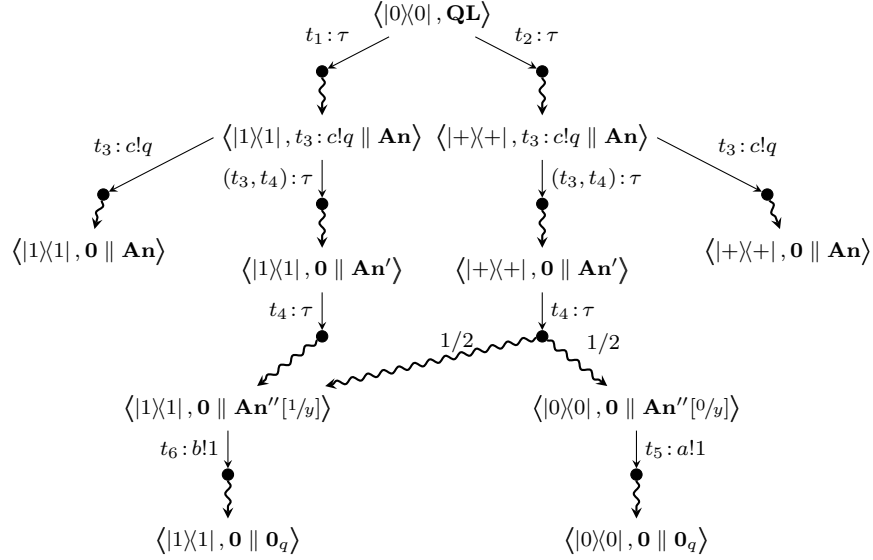 ⟨|0⟩⟨0|, QL⟩
t₁ : τ t₂ : τ
⟨|1⟩⟨1|, t₃ : c!q ∥ An⟩ ⟨|+⟩⟨+|, t₃ : c!q ∥ An⟩
t₃ : c!q (t₃, t₄) : τ (t₃, t₄) : τ t₃ : c!q
⟨|1⟩⟨1|, 0 ∥ An⟩ ⟨|1⟩⟨1|, 0 ∥ An′⟩ ⟨|+⟩⟨+|, 0 ∥ An′⟩ ⟨|+⟩⟨+|, 0 ∥ An⟩
t₄ : τ t₄ : τ
1/2 1/2
⟨|1⟩⟨1|, 0 ∥ An′′[1/y]⟩ ⟨|0⟩⟨0|, 0 ∥ An′′[0/y]⟩
t₆ : b!1 t₅ : a!1
⟨|1⟩⟨1|, 0 ∥ 0_q⟩ ⟨|0⟩⟨0|, 0 ∥ 0_q⟩